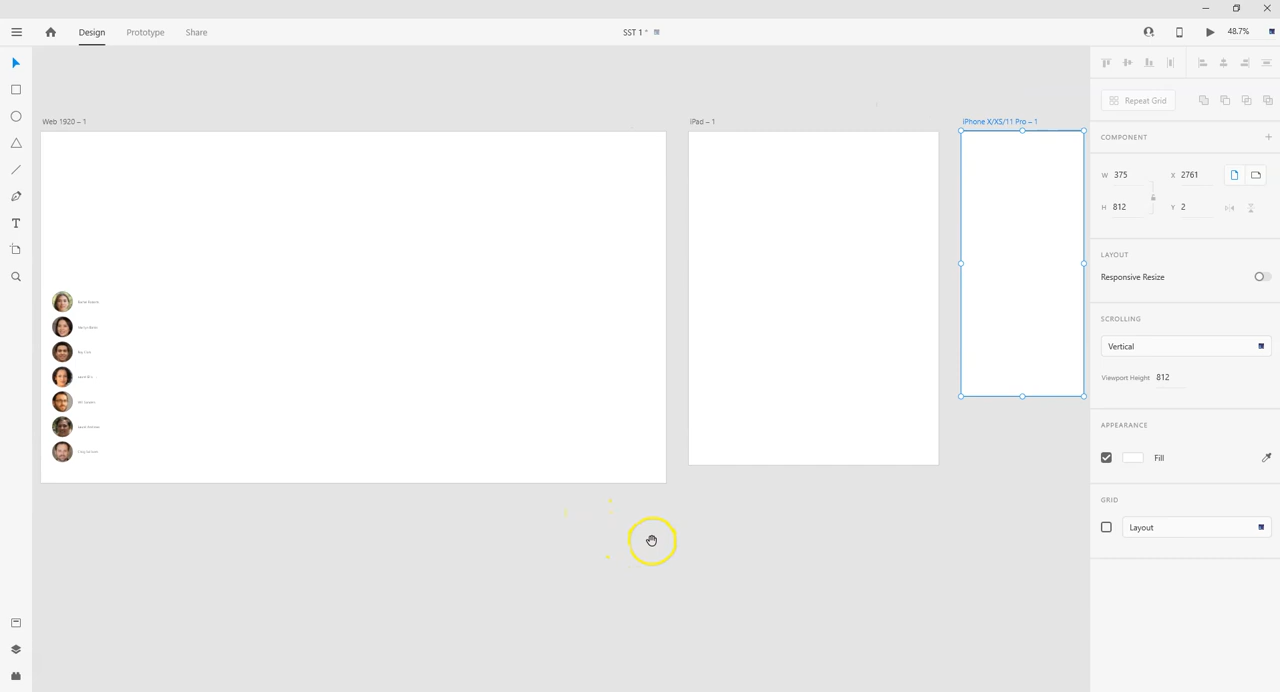 Design
Prototype
Share
SST 1 *
48.7%
Web 1920 – 1
iPad – 1
iPhone X/XS/11 Pro – 1
Repeat Grid
COMPONENT
W 375
X 2761
H 812
Y 2
LAYOUT
Responsive Resize
SCROLLING
Vertical
Viewport Height 812
APPEARANCE
Fill
GRID
Layout